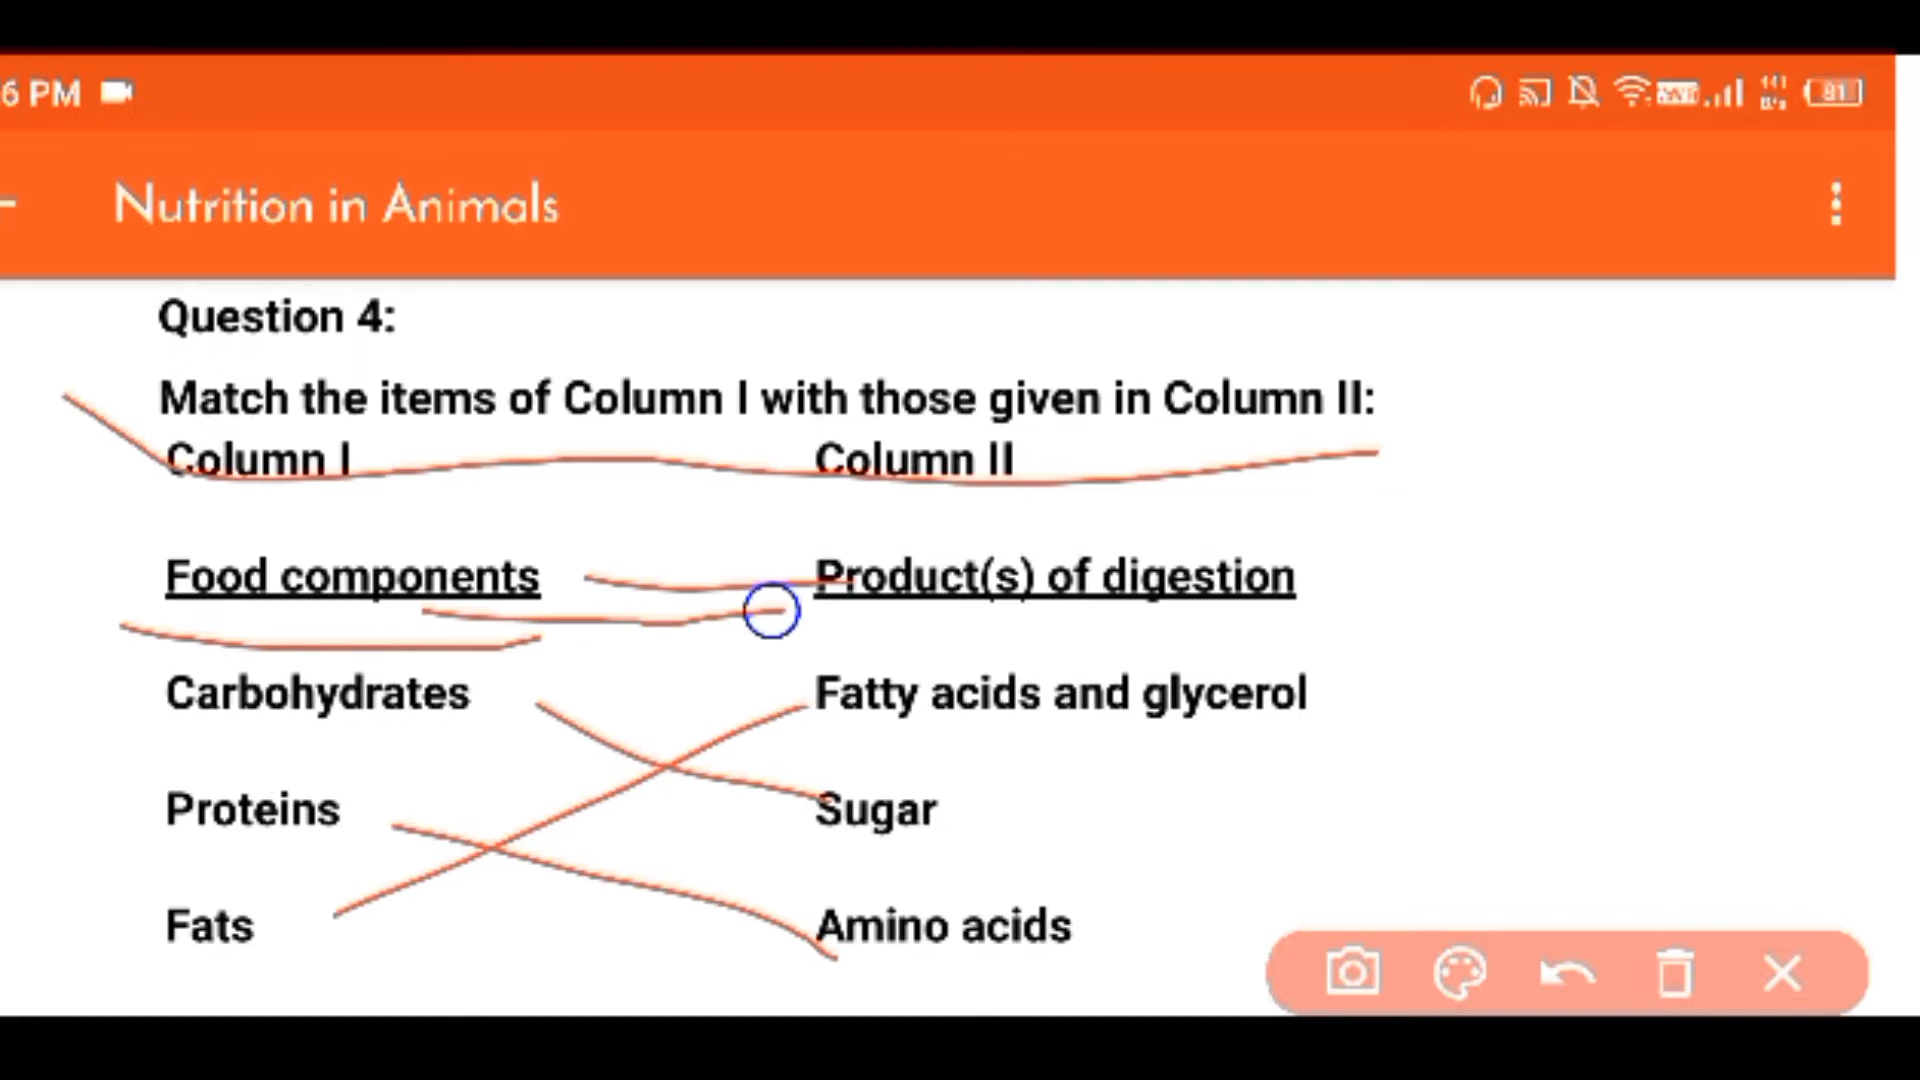 6 PM 81
Nutrition in Animals
Question 4:
Match the items of Column I with those given in Column II:
Column I Column II
Food components Product(s) of digestion
Carbohydrates Fatty acids and glycerol
Proteins Sugar
Fats Amino acids